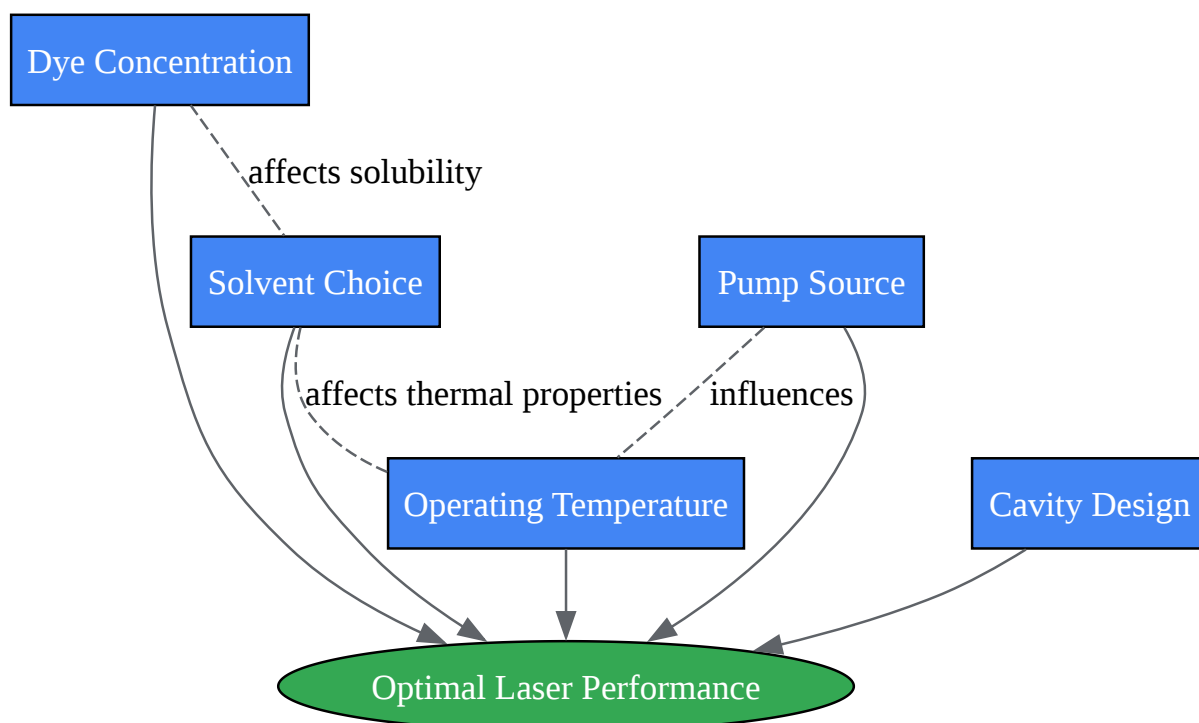 Dye Concentration
affects solubility
Solvent Choice
Pump Source
affects thermal properties
influences
Operating Temperature
Cavity Design
Optimal Laser Performance